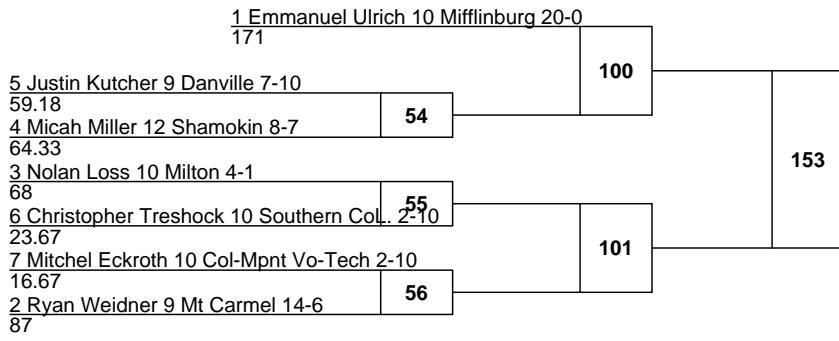 1 Emmanuel Ulrich 10 Mifflinburg 20-0
171
100
5 Justin Kutcher 9 Danville 7-10
59.18
54
4 Micah Miller 12 Shamokin 8-7
64.33
153
3 Nolan Loss 10 Milton 4-1
68
55
6 Christopher Treshock 10 Southern CoL. 2-10
23.67
101
7 Mitchel Eckroth 10 Col-Mpnt Vo-Tech 2-10
16.67
56
2 Ryan Weidner 9 Mt Carmel 14-6
87